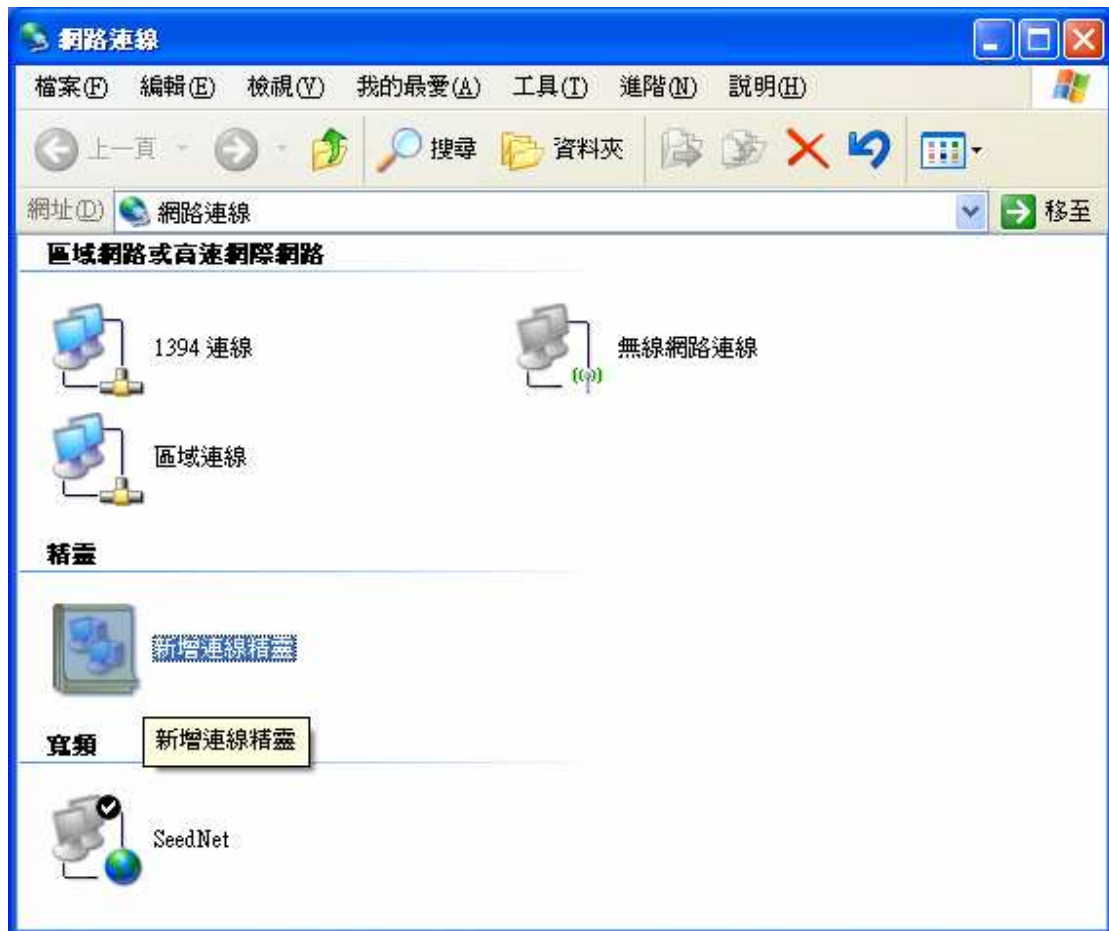 網路連線
檔案(F) 編輯(E) 檢視(V) 我的最愛(A) 工具(T) 進階(N) 說明(H)
上一頁 搜尋 資料夾
網址(D) 網路連線 移至
區域網路或高速網際網路
1394 連線 無線網路連線
區域連線
精靈
新增連線精靈
寬頻 新增連線精靈
SeedNet